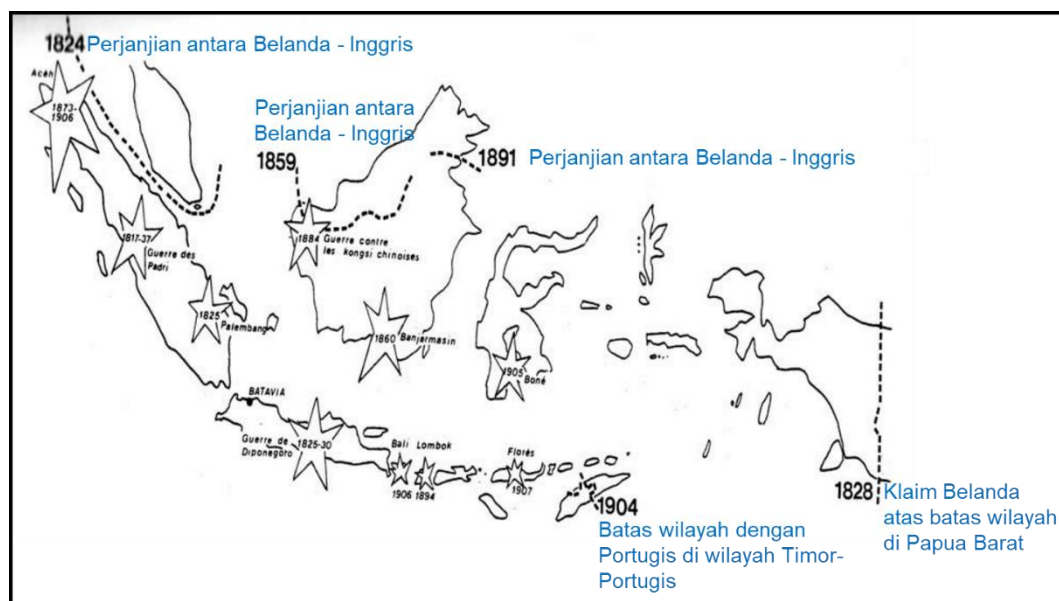 1824 Perjanjian antara Belanda - Inggris
Aceh
1873-
1906
Perjanjian antara
Belanda - Inggris
1859
1891 Perjanjian antara Belanda - Inggris
1884 Guerre contre
les kongsi chinoises
1817-37
Guerre des
Padri
1825
Palembang
1860 Banjarmasin
1905
Boné
BATAVIA
Guerre de
Diponegoro
1825-30
Bali Lombok
1906 1894
Florés
1907
1904
Batas wilayah dengan
Portugis di wilayah Timor-
Portugis
1828 Klaim Belanda
atas batas wilayah
di Papua Barat